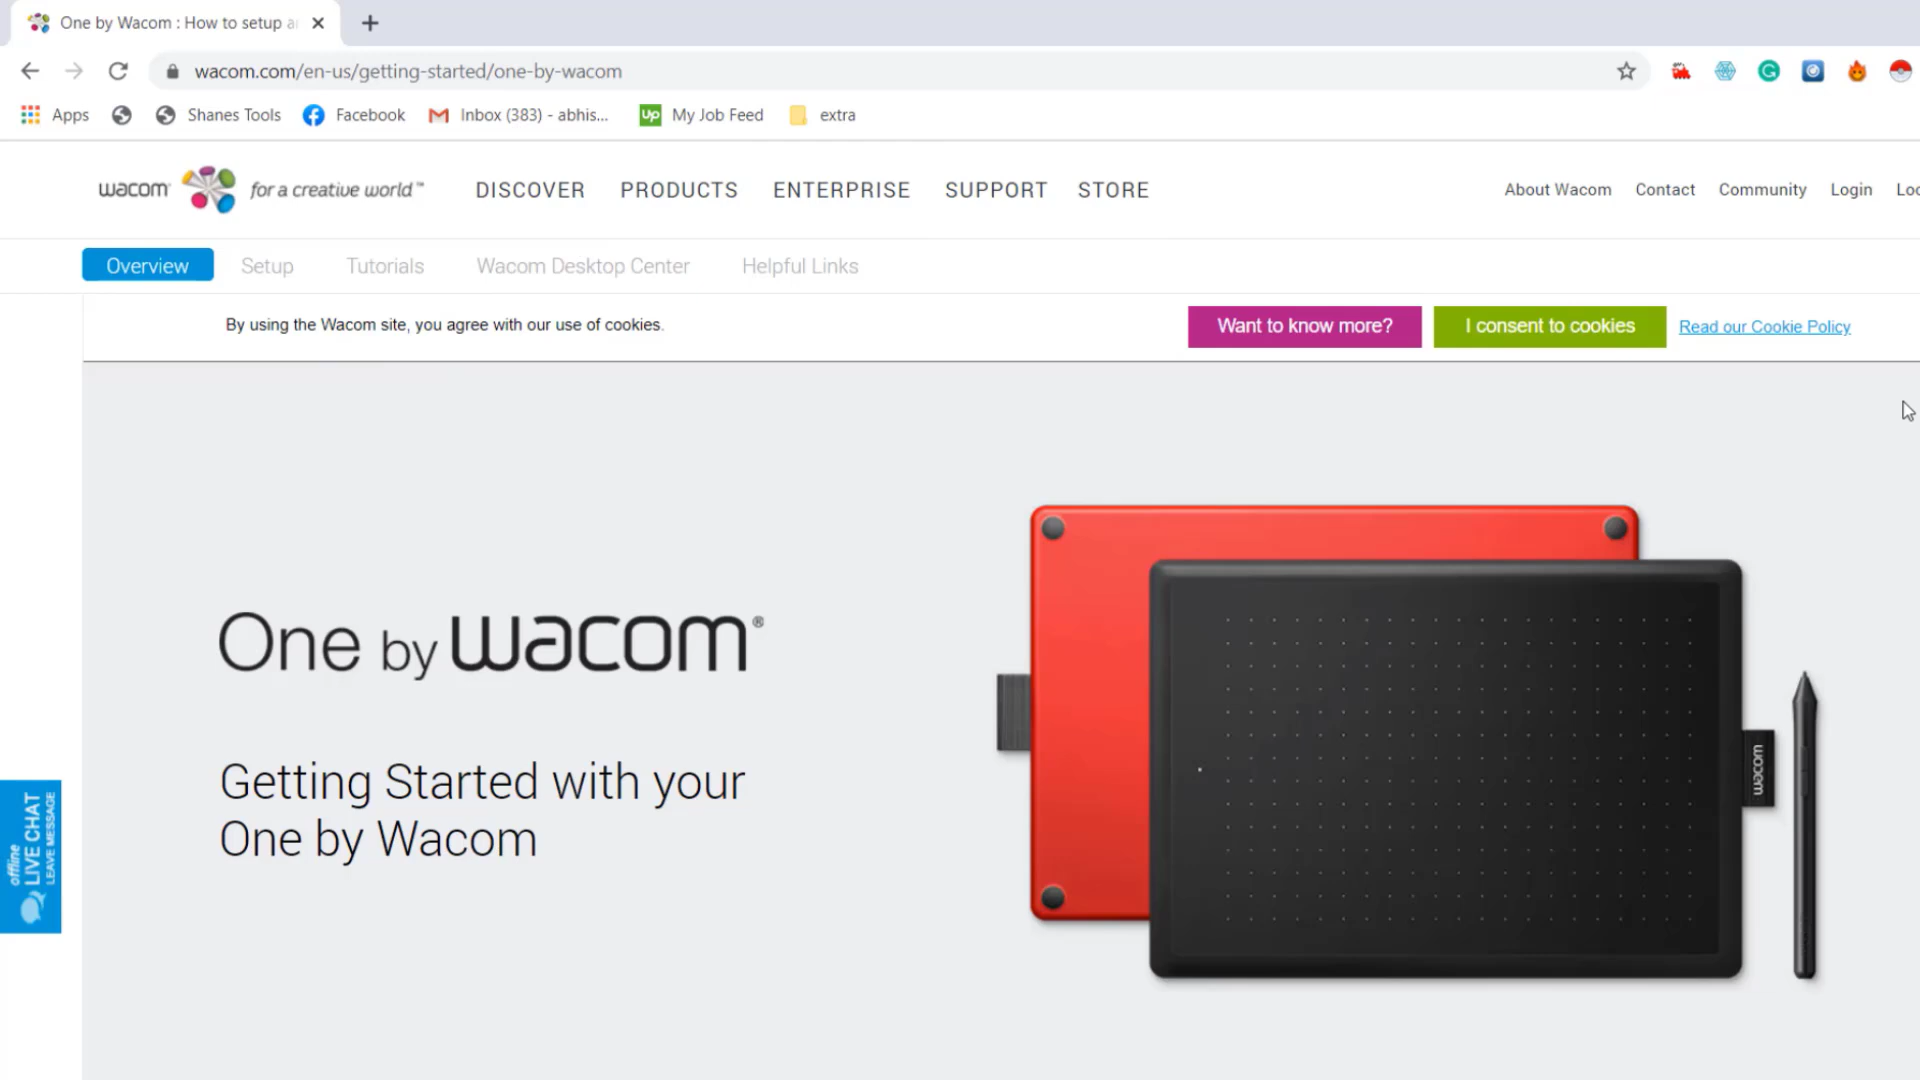 One by Wacom : How to setup
wacom.com/en-us/getting-started/one-by-wacom
Apps
Shanes Tools
Facebook
Inbox (383) - abhis...
Up
My Job Feed
extra
wacom
for a creative world™
DISCOVER
PRODUCTS
ENTERPRISE
SUPPORT
STORE
About Wacom
Contact
Community
Login
Overview
Setup
Tutorials
Wacom Desktop Center
Helpful Links
By using the Wacom site, you agree with our use of cookies.
Want to know more?
I consent to cookies
Read our Cookie Policy
One by wacom®
Getting Started with your
One by Wacom
wacom
offline
LIVE CHAT
LEAVE MESSAGE